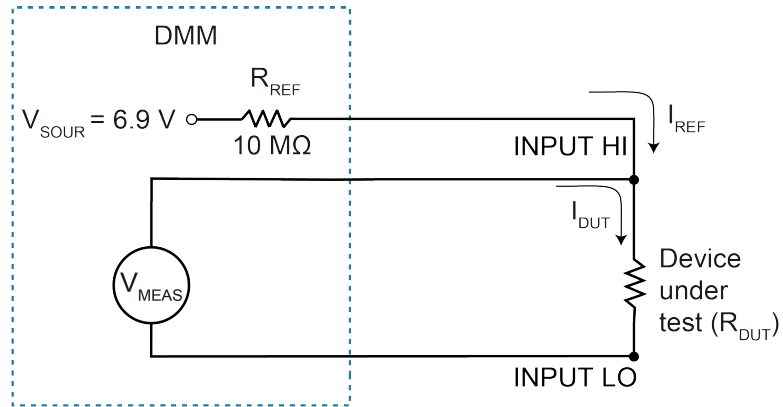 DMM
R_REF
V_SOUR = 6.9 V
10 MΩ
I_REF
INPUT HI
I_DUT
V_MEAS
Device
under
test (R_DUT)
INPUT LO